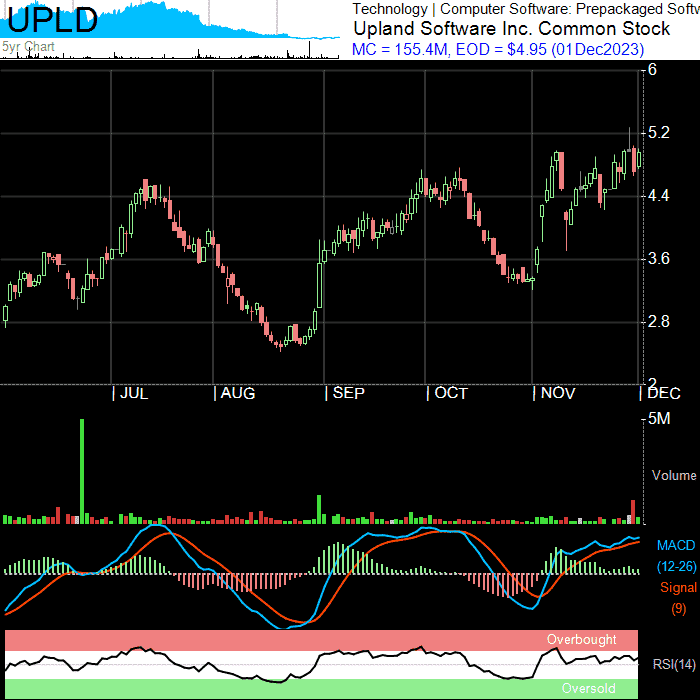 UPLD
5yr Chart
Technology | Computer Software: Prepackaged Softw
Upland Software Inc. Common Stock
MC = 155.4M, EOD = $4.95 (01Dec2023)
6
5.2
4.4
3.6
2.8
2
JUL AUG SEP OCT NOV DEC
5M
Volume
MACD
(12-26)
Signal
(9)
Overbought
RSI(14)
Oversold